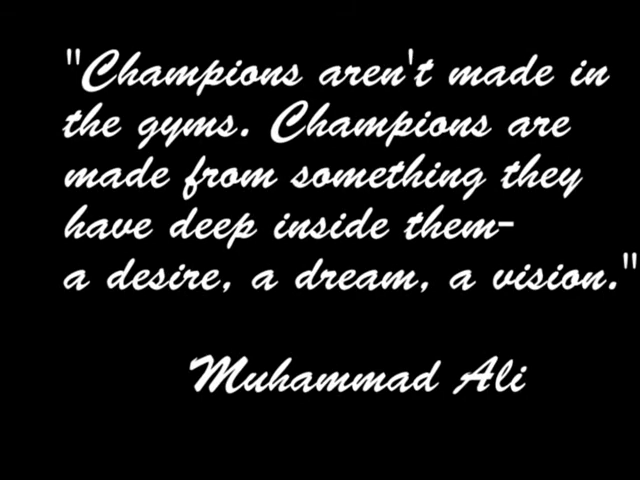 "Champions aren't made in
the gyms. Champions are
made from something they
have deep inside them-
a desire, a dream, a vision."
Muhammad Ali